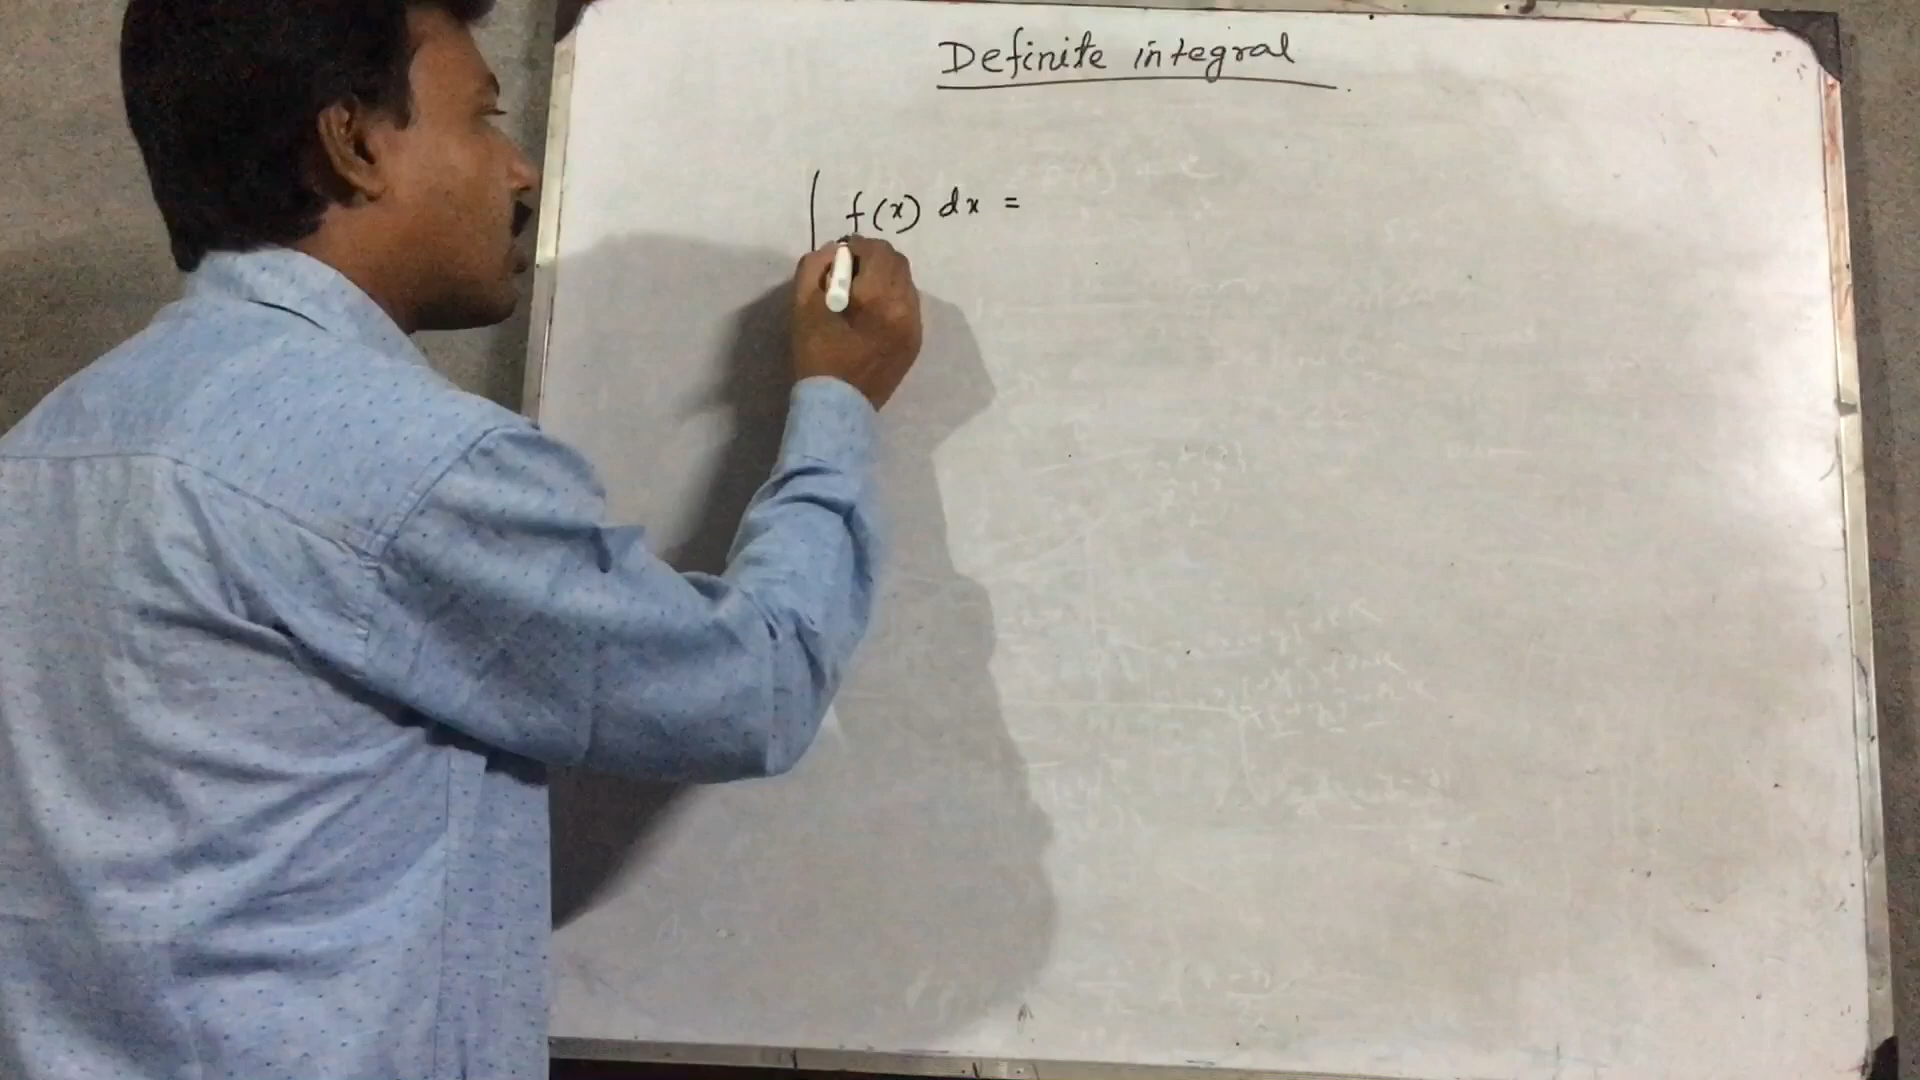 Definite integral
∫ f(x) dx =